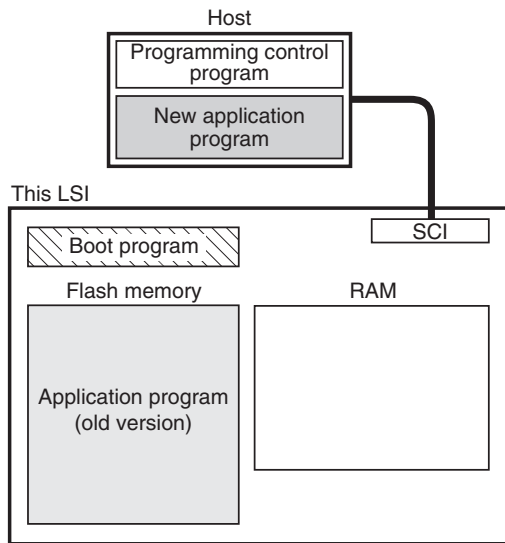 Host
Programming control
program
New application
program
This LSI
SCI
Boot program
Flash memory
RAM
Application program
(old version)